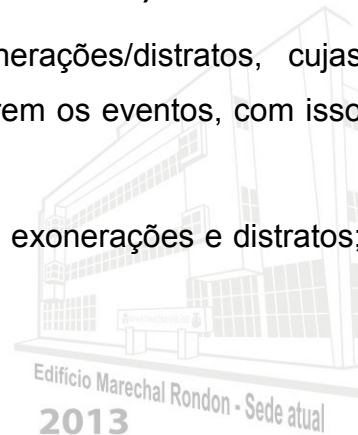 nerações/distratos, cujas
rem os eventos, com isso
exonerações e distratos;
Edifício Marechal Rondon - Sede atual
2013